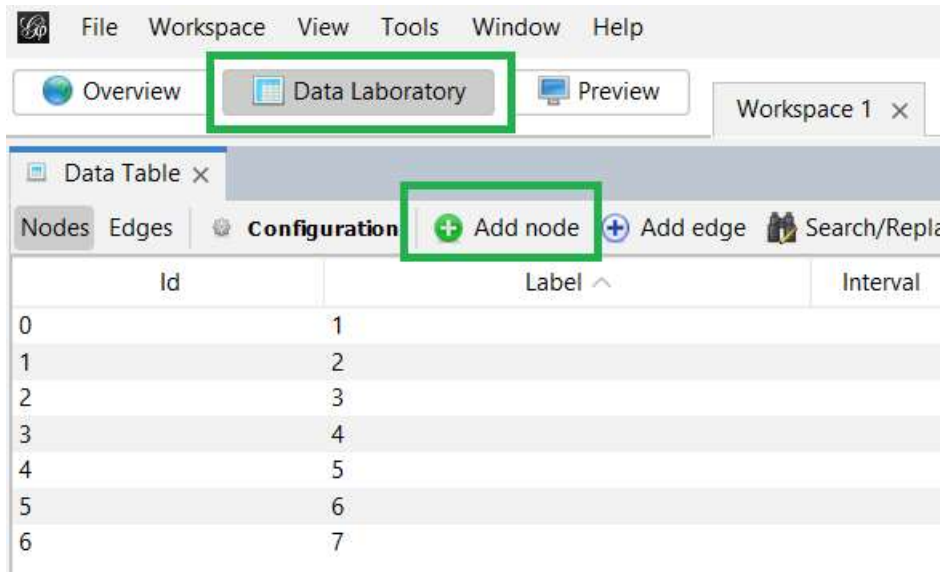 File Workspace View Tools Window Help
Overview Data Laboratory Preview Workspace 1
Data Table
Nodes Edges Configuration Add node Add edge
Id Label Interval
0 1
1 2
2 3
3 4
4 5
5 6
6 7